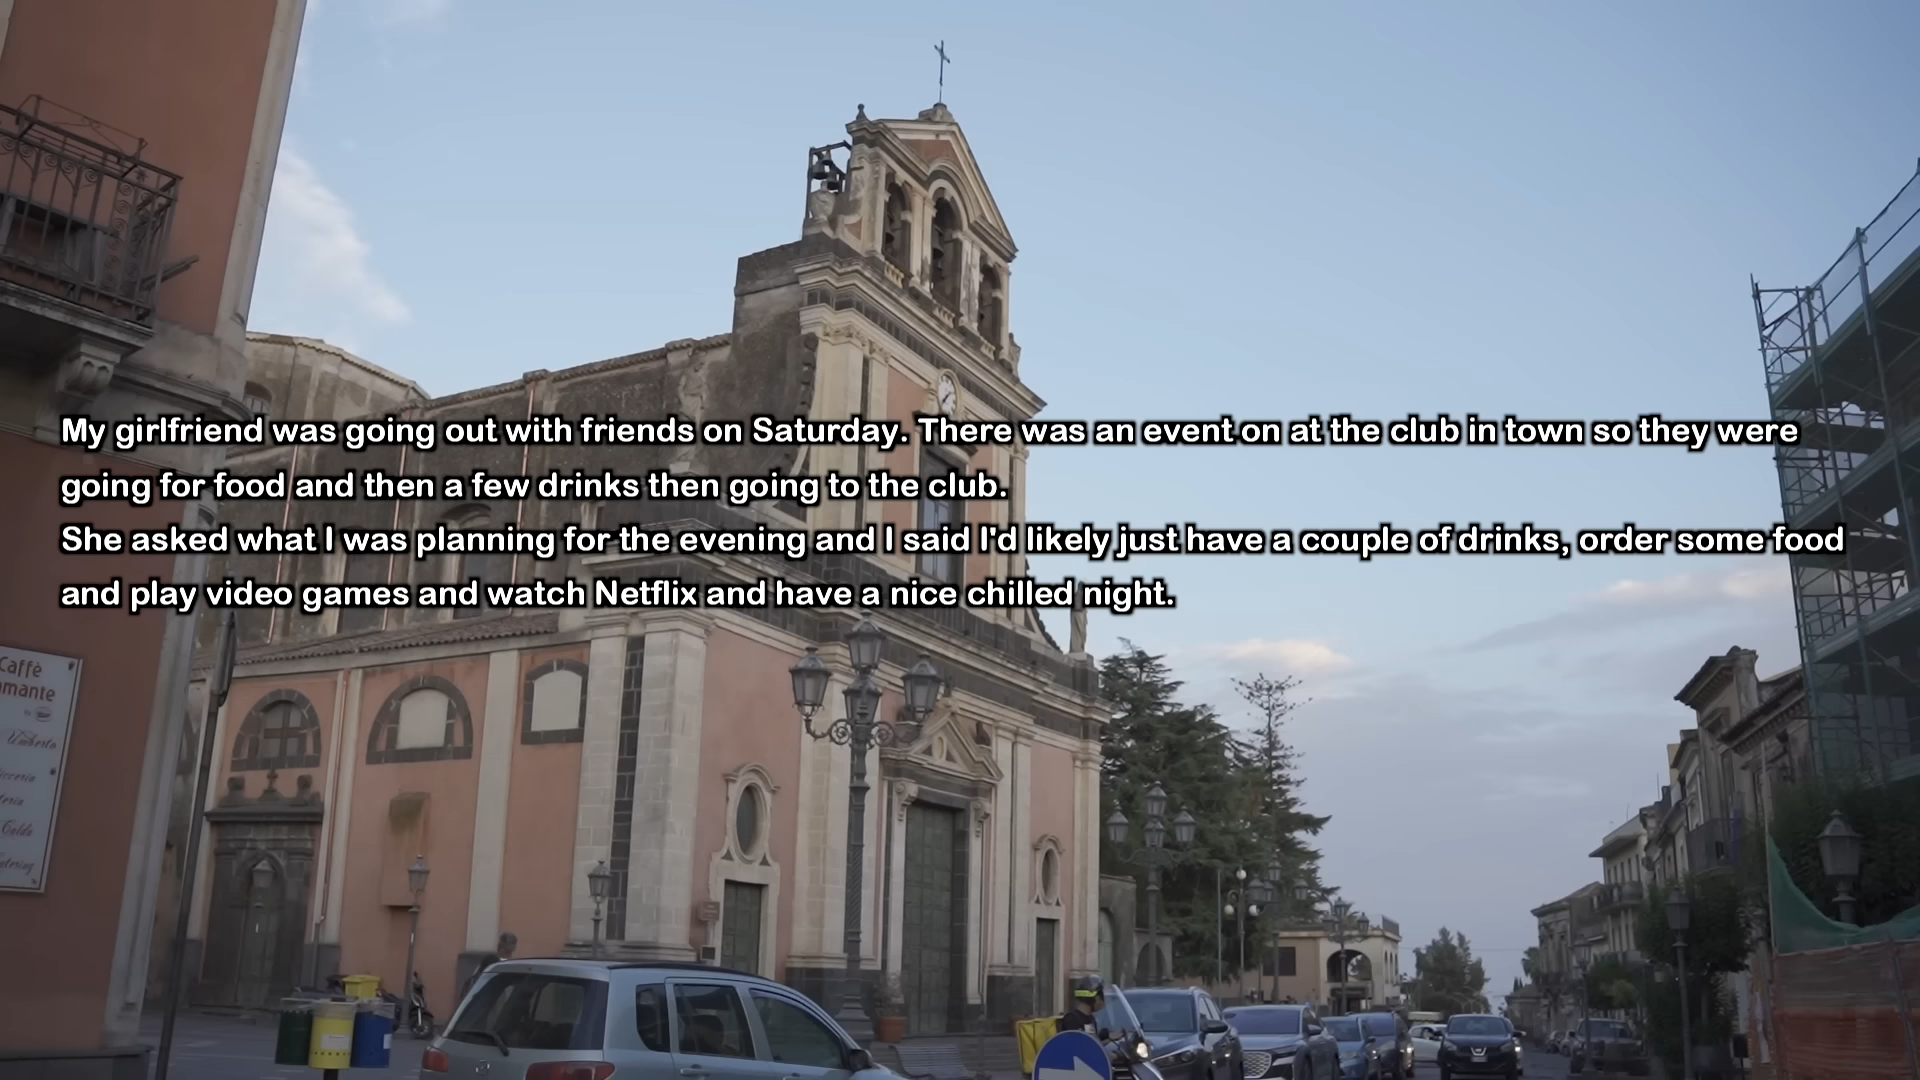 My girlfriend was going out with friends on Saturday. There was an event on at the club in town so they were
going for food and then a few drinks then going to the club.
She asked what I was planning for the evening and I said I'd likely just have a couple of drinks, order some food
and play video games and watch Netflix and have a nice chilled night.
Caffè